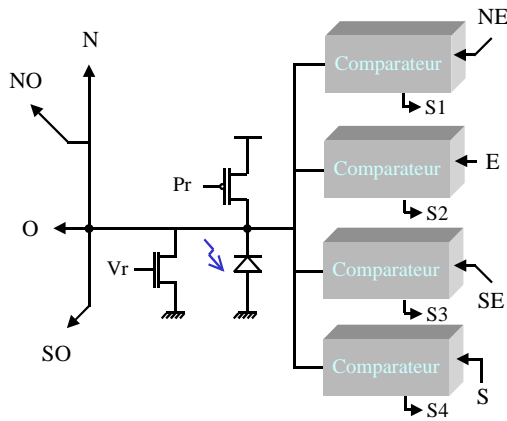 N
NE
NO
Comparateur
S1
Comparateur
E
Pr
S2
O
Comparateur
Vr
S3
SE
SO
Comparateur
S
S4